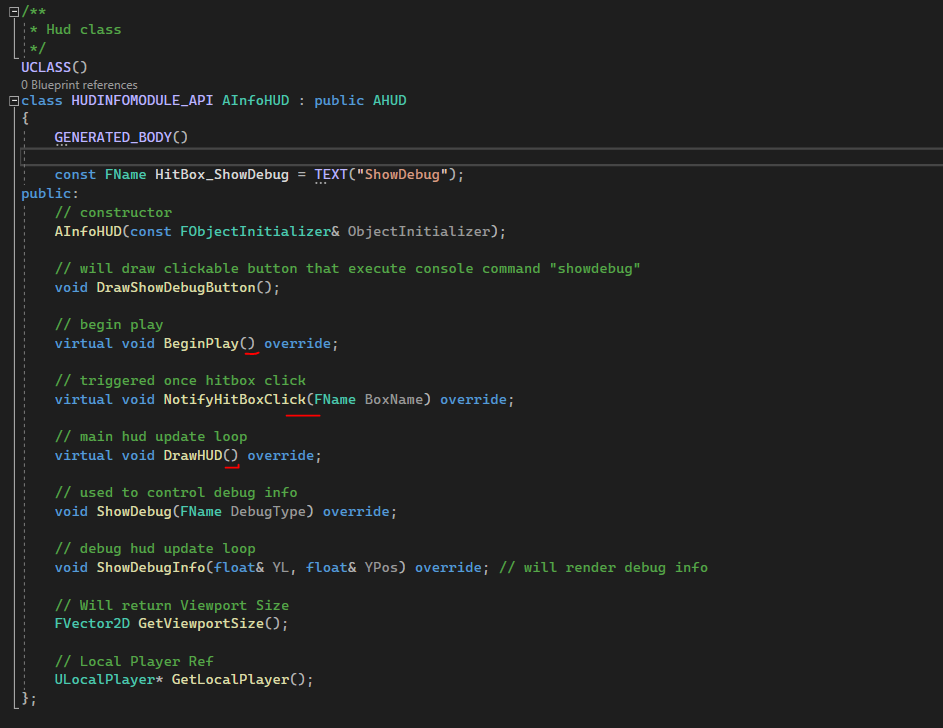 /**
* Hud class
*/
UCLASS()
0 Blueprint references
class HUDINFOMODULE_API AInfoHUD : public AHUD
{
GENERATED_BODY()
const FName HitBox_ShowDebug = TEXT("ShowDebug");
public:
// constructor
AInfoHUD(const FObjectInitializer& ObjectInitializer);
// will draw clickable button that execute console command "showdebug"
void DrawShowDebugButton();
// begin play
virtual void BeginPlay() override;
// triggered once hitbox click
virtual void NotifyHitBoxClick(FName BoxName) override;
// main hud update loop
virtual void DrawHUD() override;
// used to control debug info
void ShowDebug(FName DebugType) override;
// debug hud update loop
void ShowDebugInfo(float& YL, float& YPos) override; // will render debug info
// Will return Viewport Size
FVector2D GetViewportSize();
// Local Player Ref
ULocalPlayer* GetLocalPlayer();
};